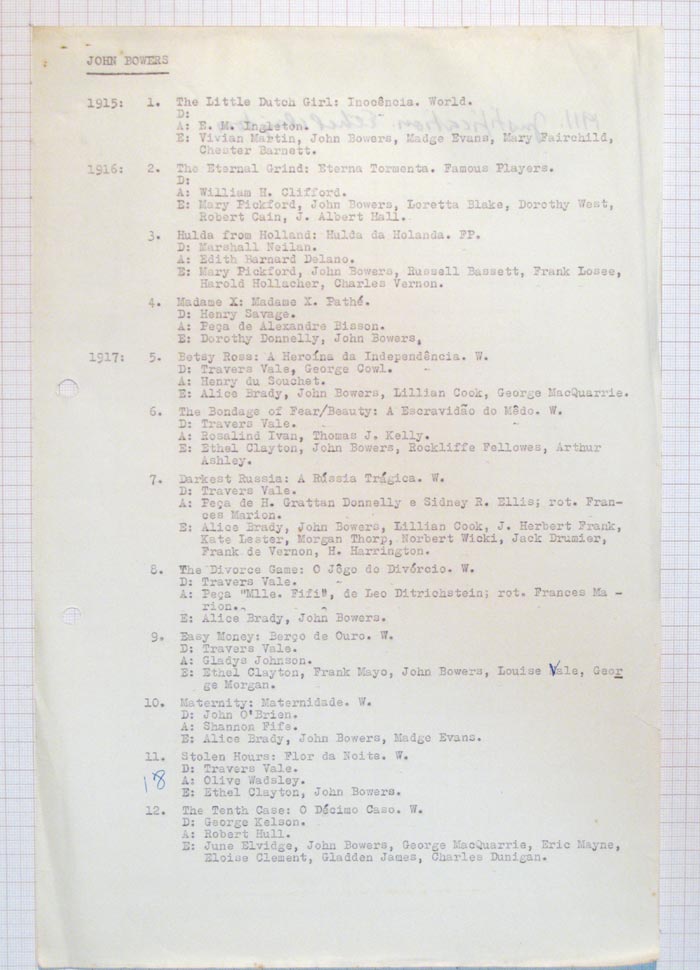 JOHN BOWERS
1915: 1. The Little Dutch Girl: Inocência. World.
D:
A: E. M. Ingleton.
E: Vivian Martin, John Bowers, Madge Evans, Mary Fairchild,
Chester Barnett.
1916: 2. The Eternal Grind: Eterna Tormenta. Famous Players.
D:
A: William H. Clifford.
E: Mary Pickford, John Bowers, Loretta Blake, Dorothy West,
Robert Cain, J. Albert Hall.
3. Hulda from Holland: Hulda da Holanda. FP.
D: Marshall Neilan.
A: Edith Barnard Delano.
E: Mary Pickford, John Bowers, Russell Bassett, Frank Losee,
Harold Hollacher, Charles Vernon.
4. Madame X: Madame X. Pathé.
D: Henry Savage.
A: Peça de Alexandre Bisson.
E: Dorothy Donnelly, John Bowers,
1917: 5. Betsy Ross: A Heroína da Independência. W.
D: Travers Vale, George Cowl.
A: Henry du Souchet.
E: Alice Brady, John Bowers, Lillian Cook, George MacQuarrie.
6. The Bondage of Fear/Beauty: A Escravidão do Mêdo. W.
D: Travers Vale.
A: Rosalind Ivan, Thomas J. Kelly.
E: Ethel Clayton, John Bowers, Rockliffe Fellowes, Arthur
Ashley.
7. Darkest Russia: A Rússia Trágica. W.
D: Travers Vale.
A: Peça de H. Grattan Donnelly e Sidney R. Ellis; rot. Fran-
ces Marion.
E: Alice Brady, John Bowers, Lillian Cook, J. Herbert Frank,
Kate Lester, Morgan Thorp, Norbert Wicki, Jack Drumier,
Frank de Vernon, H. Harrington.
8. The Divorce Game: O Jôgo do Divórcio. W.
D: Travers Vale.
A: Peça "Mlle. Fifi", de Leo Ditrichstein; rot. Frances Ma -
rion.
E: Alice Brady, John Bowers.
9. Easy Money: Berço de Ouro. W.
D: Travers Vale.
A: Gladys Johnson.
E: Ethel Clayton, Frank Mayo, John Bowers, Louise Vale, Geor
ge Morgan.
10. Maternity: Maternidade. W.
D: John O'Brien.
A: Shannon Fife.
E: Alice Brady, John Bowers, Madge Evans.
11. Stolen Hours: Flor da Noite. W.
D: Travers Vale.
18 A: Olive Wadsley.
E: Ethel Clayton, John Bowers.
12. The Tenth Case: O Décimo Caso. W.
D: George Kelson.
A: Robert Hull.
E: June Elvidge, John Bowers, George MacQuarrie, Eric Mayne,
Eloise Clement, Gladden James, Charles Dunigan.